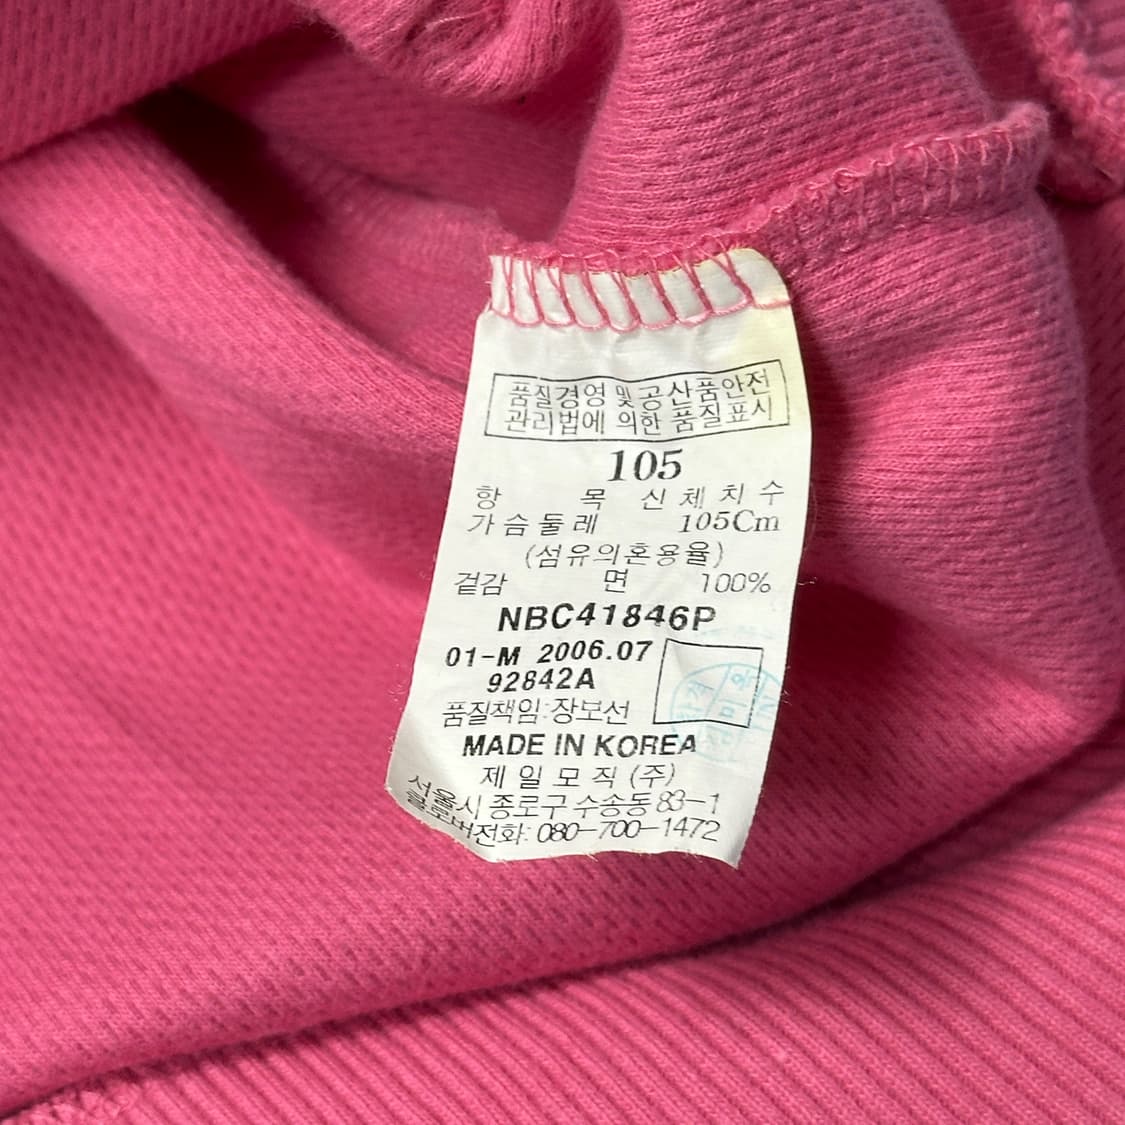 품질경영 및 공산품안전
관리법에 의한 품질표시
105
항 목 신체치수
가슴둘레 105Cm
(섬유의혼용율)
겉감 면 100%
NBC41846P
01-M 2006.07
92842A
품질책임:장보선
MADE IN KOREA
제일모직(주)
서울시 종로구 수송동 83-1
클로버전화: 080-700-1472